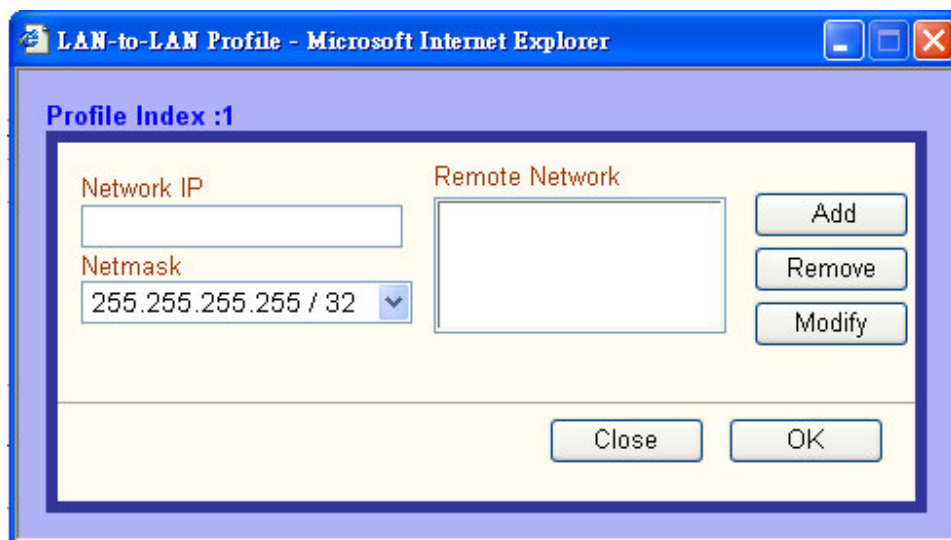 LAN-to-LAN Profile - Microsoft Internet Explorer
Profile Index :1
Network IP
Remote Network
Add
Netmask
Remove
255.255.255.255 / 32
Modify
Close
OK